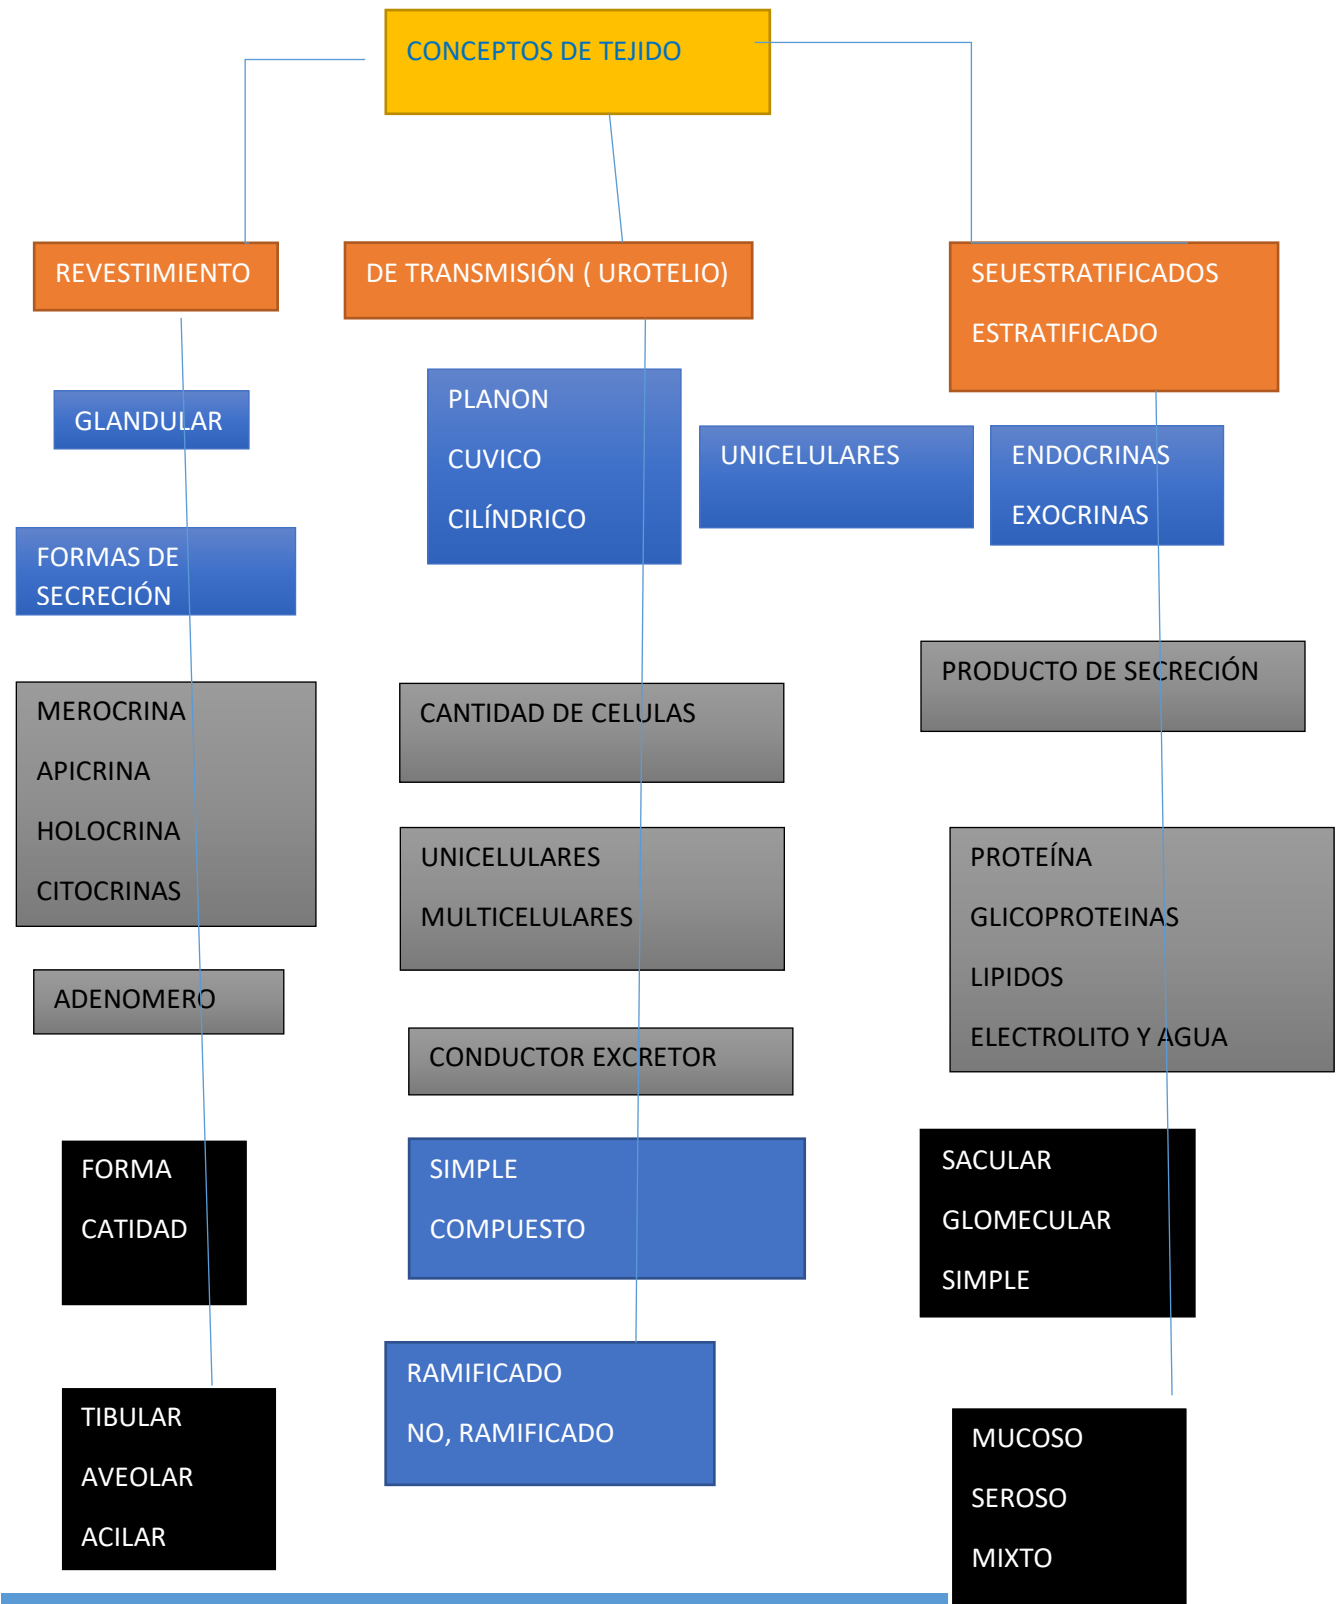 CONCEPTOS DE TEJIDO
REVESTIMIENTO
DE TRANSMISIÓN ( UROTELIO)
SEUESTRATIFICADOS
ESTRATIFICADO
GLANDULAR
PLANON
CUVICO
CILÍNDRICO
UNICELULARES
ENDOCRINAS
EXOCRINAS
FORMAS DE
SECRECIÓN
MEROCRINA
APICRINA
HOLOCRINA
CITOCRINAS
CANTIDAD DE CELULAS
PRODUCTO DE SECRECIÓN
UNICELULARES
MULTICELULARES
PROTEÍNA
GLICOPROTEINAS
LIPIDOS
ELECTROLITO Y AGUA
ADENOMERO
CONDUCTOR EXCRETOR
FORMA
CATIDAD
SIMPLE
COMPUESTO
SACULAR
GLOMECULAR
SIMPLE
TIBULAR
AVEOLAR
ACILAR
RAMIFICADO
NO, RAMIFICADO
MUCOSO
SEROSO
MIXTO